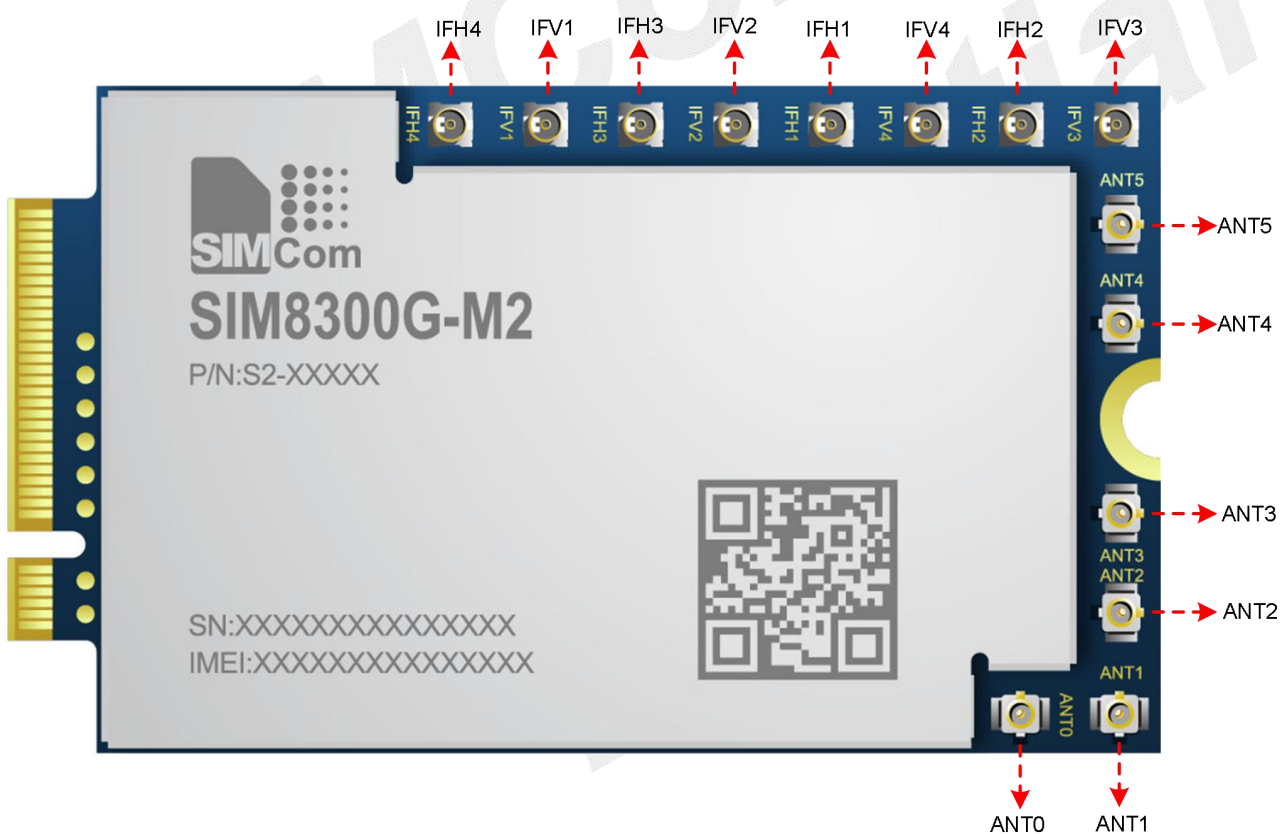 IFH4 IFV1 IFH3 IFV2 IFH1 IFV4 IFH2 IFV3
IFH4 IFV1 IFH3 IFV2 IFH1 IFV4 IFH2 IFV3
ANT5
ANT5
ANT4
ANT4
SIMCom
SIM8300G-M2
P/N:S2-XXXXX
ANT3
ANT3
ANT2
ANT2
SN:XXXXXXXXXXXXXXX
IMEI:XXXXXXXXXXXXXXX
ANT1
ANT0
ANT0 ANT1